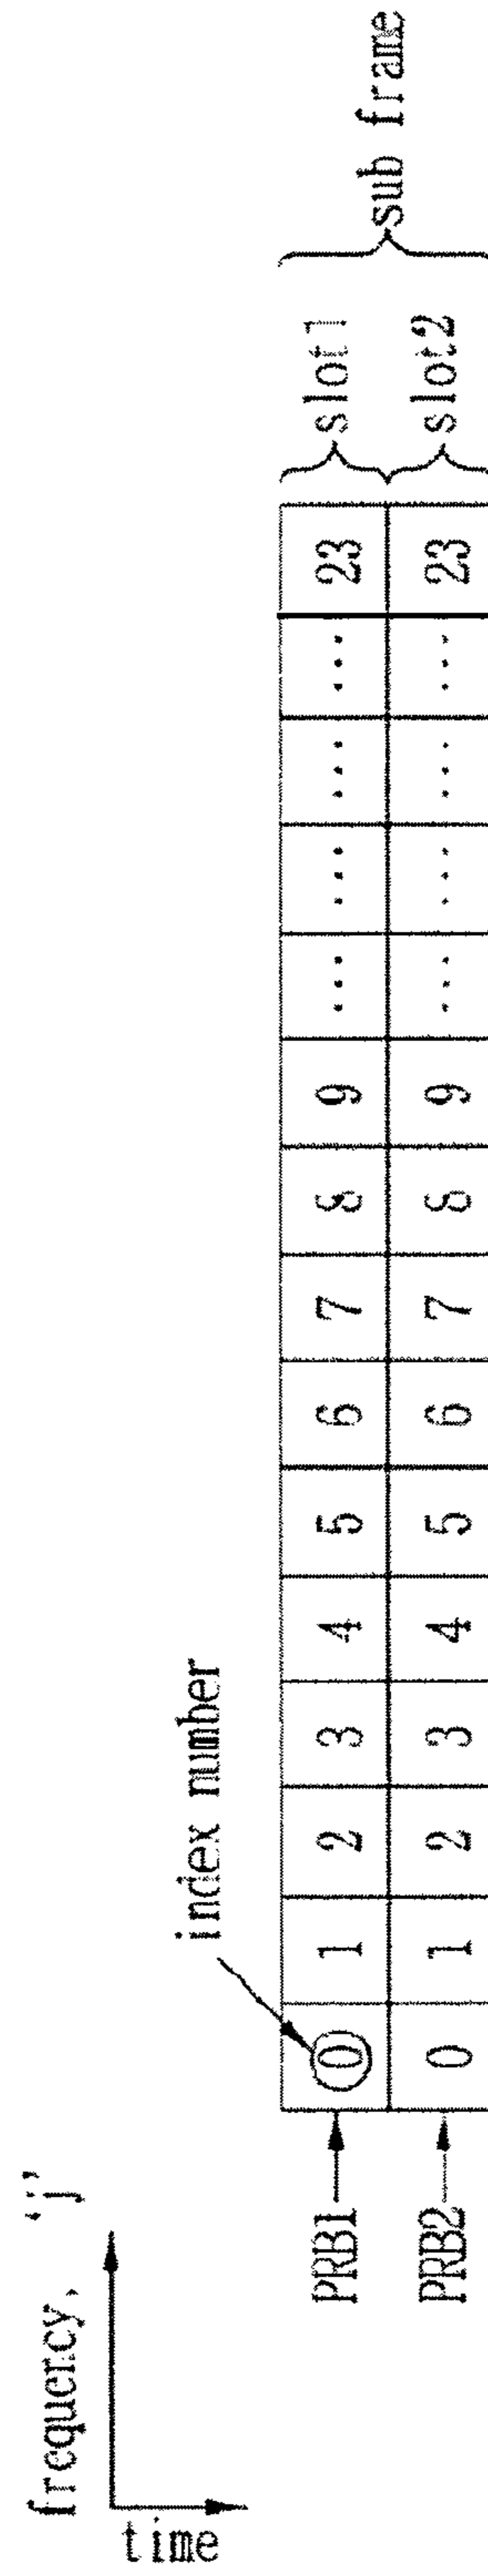 frequency, 'j'
time
index number
PRB1 0 1 2 3 4 5 6 7 8 9 ... ... ... ... 23 slot1
PRB2 0 1 2 3 4 5 6 7 8 9 ... ... ... ... 23 slot2
sub frame